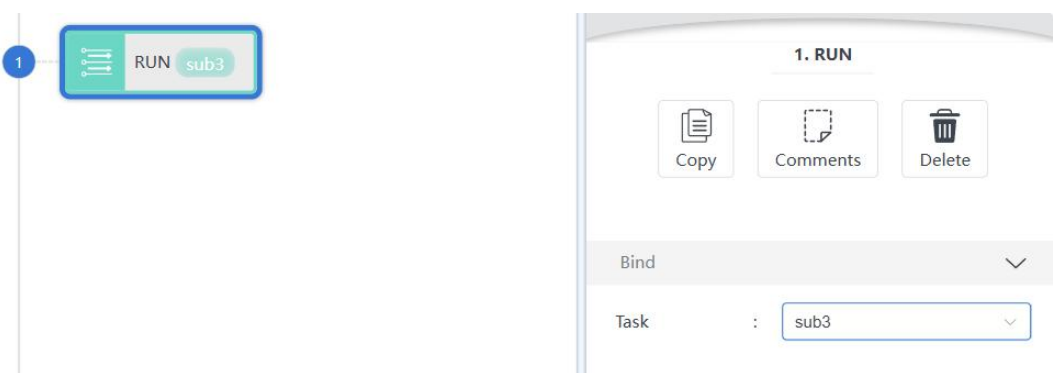 1
RUN sub3
1. RUN
Copy
Comments
Delete
Bind
Task : sub3